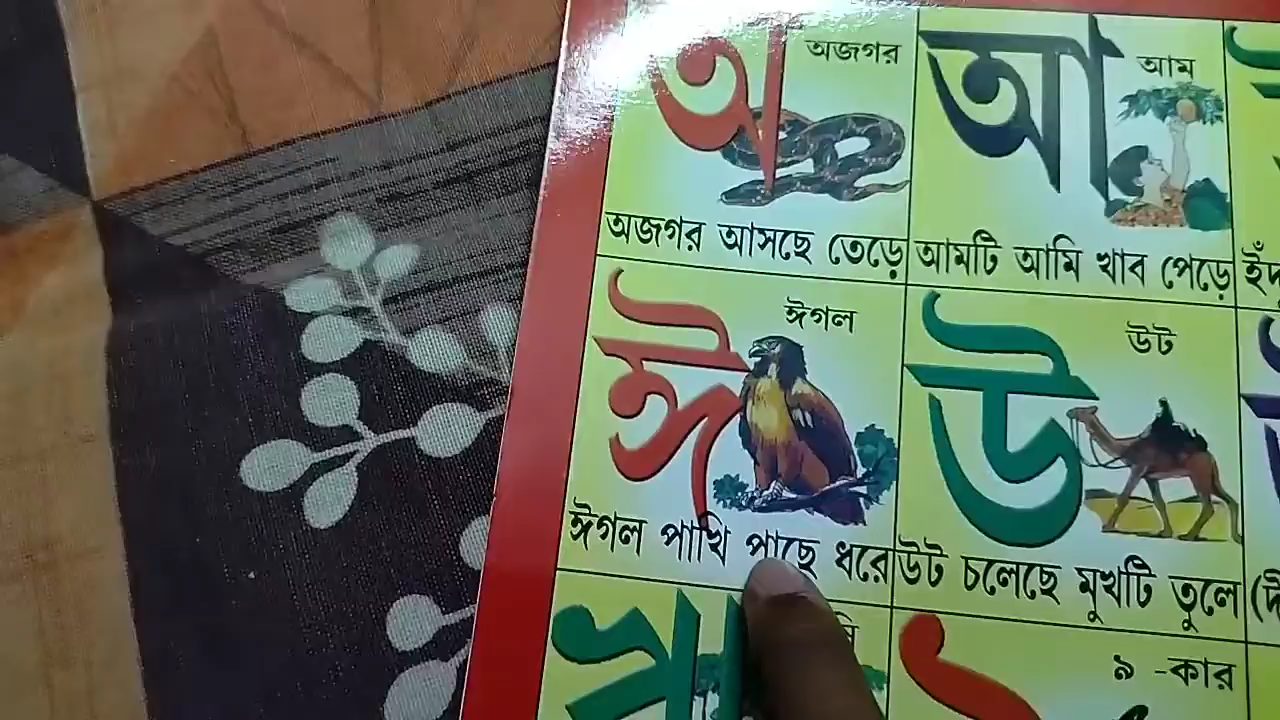 অ
অজগর
আ
আম
অজগর আসছে তেড়ে
আমটি আমি খাব পেড়ে
ঈ
ঈগল
উ
উট
ঈগল পাখি পাছে ধরে
উট চলেছে মুখটি তুলে
ঋ
৯ -কার